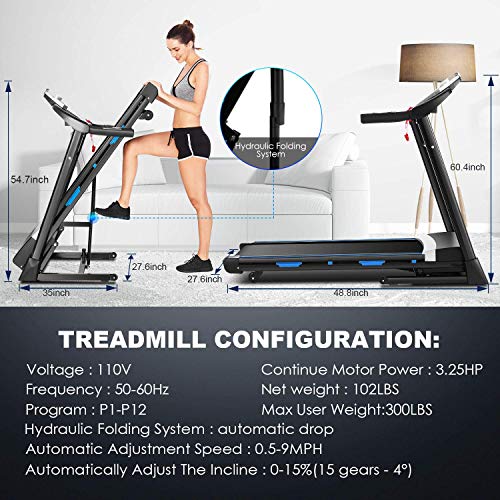 Hydraulic Folding
System
54.7inch
60.4inch
27.6inch
27.6inch
35inch
48.8inch
TREADMILL CONFIGURATION:
Voltage : 110V
Continue Motor Power : 3.25HP
Frequency : 50-60Hz
Net weight : 102LBS
Program : P1-P12
Max User Weight:300LBS
Hydraulic Folding System : automatic drop
Automatic Adjustment Speed : 0.5-9MPH
Automatically Adjust The Incline : 0-15%(15 gears - 4°)